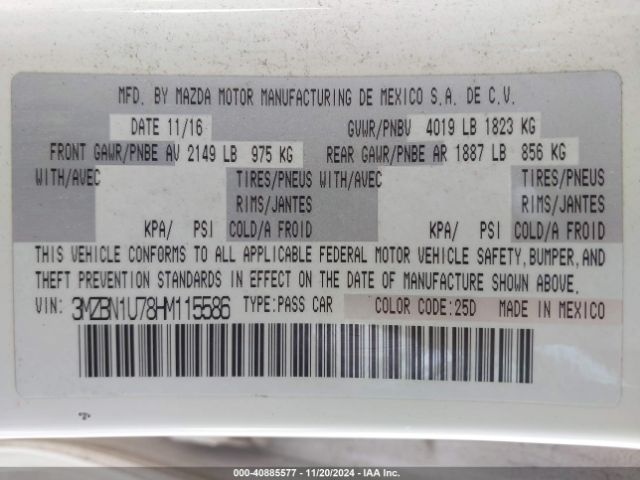 MFD. BY MAZDA MOTOR MANUFACTURING DE MEXICO S.A. DE C.V.
DATE 11/16 GVWR/PNBV 4019 LB 1823 KG
FRONT GAWR/PNBE AV 2149 LB 975 KG REAR GAWR/PNBE AR 1887 LB 856 KG
WITH/AVEC TIRES/PNEUS WITH/AVEC TIRES/PNEUS
RIMS/JANTES RIMS/JANTES
KPA/ PSI COLD/A FROID KPA/ PSI COLD/A FROID
THIS VEHICLE CONFORMS TO ALL APPLICABLE FEDERAL MOTOR VEHICLE SAFETY, BUMPER, AND
THEFT PREVENTION STANDARDS IN EFFECT ON THE DATE OF MANUFACTURE SHOWN ABOVE.
VIN: 3MZBN1U78HM115586 TYPE:PASS CAR COLOR CODE:25D MADE IN MEXICO
000-40885577 - 11/20/2024 - IAA Inc.